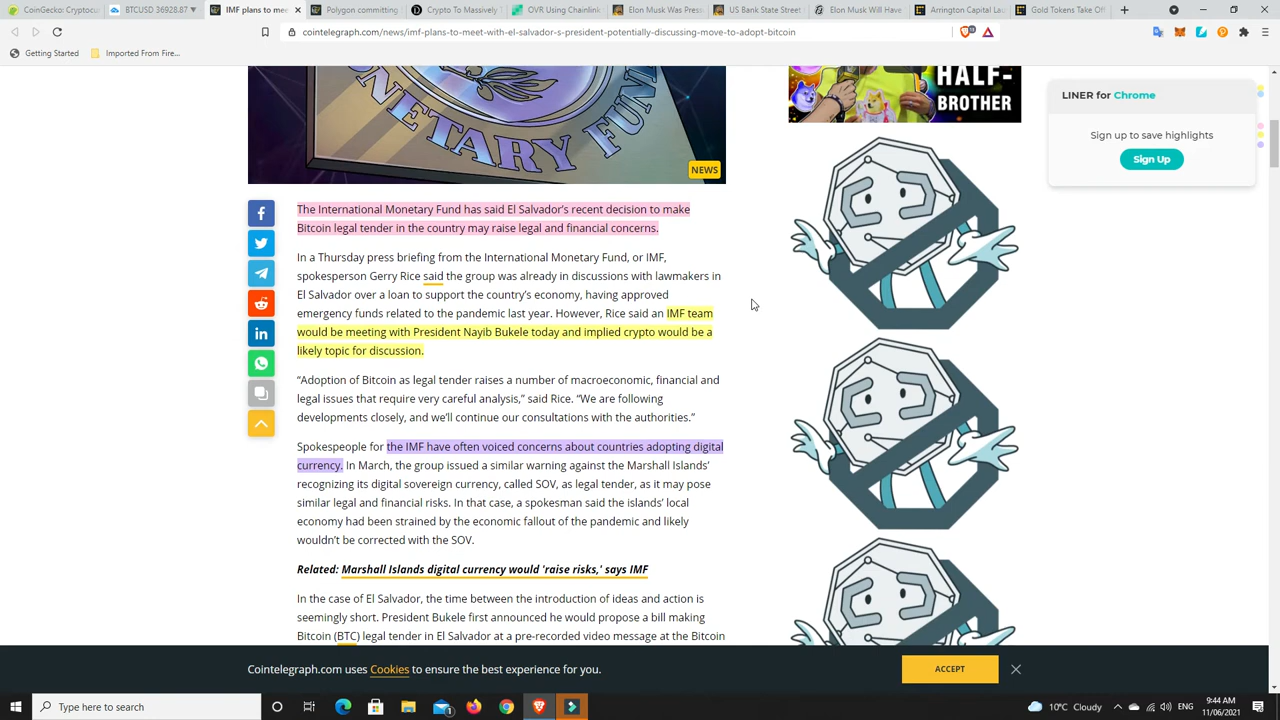 CoinGecko: Cryptocur
BTCUSD 36928.87 ▼
IMF plans to mee
Polygon committing
Crypto To Massively
OVR Using Chainlink
Elon Musk Was Press
US Bank State Street
Elon Musk Will Have
Arrington Capital Lau
Gold Tokens Take Off
cointelegraph.com/news/imf-plans-to-meet-with-el-salvador-s-president-potentially-discussing-move-to-adopt-bitcoin
Getting Started
Imported From Fire...
NETARY FUN
NEWS
HALF-
BROTHER
LINER for Chrome
Sign up to save highlights
Sign Up
The International Monetary Fund has said El Salvador's recent decision to make
Bitcoin legal tender in the country may raise legal and financial concerns.
In a Thursday press briefing from the International Monetary Fund, or IMF,
spokesperson Gerry Rice said the group was already in discussions with lawmakers in
El Salvador over a loan to support the country's economy, having approved
emergency funds related to the pandemic last year. However, Rice said an IMF team
would be meeting with President Nayib Bukele today and implied crypto would be a
likely topic for discussion.
“Adoption of Bitcoin as legal tender raises a number of macroeconomic, financial and
legal issues that require very careful analysis,” said Rice. “We are following
developments closely, and we'll continue our consultations with the authorities.”
Spokespeople for the IMF have often voiced concerns about countries adopting digital
currency. In March, the group issued a similar warning against the Marshall Islands'
recognizing its digital sovereign currency, called SOV, as legal tender, as it may pose
similar legal and financial risks. In that case, a spokesman said the islands' local
economy had been strained by the economic fallout of the pandemic and likely
wouldn't be corrected with the SOV.
Related: Marshall Islands digital currency would 'raise risks,' says IMF
In the case of El Salvador, the time between the introduction of ideas and action is
seemingly short. President Bukele first announced he would propose a bill making
Bitcoin (BTC) legal tender in El Salvador at a pre-recorded video message at the Bitcoin
Cointelegraph.com uses Cookies to ensure the best experience for you.
ACCEPT
Type here to search
10°C Cloudy
ENG
9:44 AM
11/06/2021